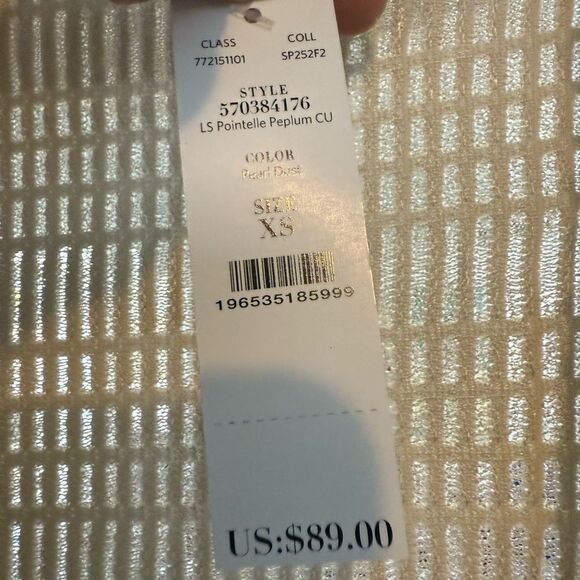 CLASS COLL
772151101 SP252F2
STYLE
570384176
LS Pointelle Peplum CU
COLOR
Pearl Dust
SIZE
XS
196535185999
US:$89.00